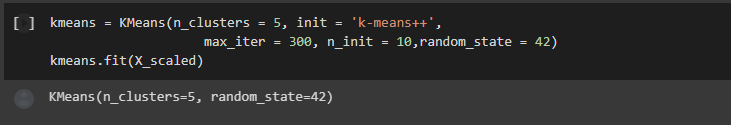 [ ] kmeans = KMeans(n_clusters = 5, init = 'k-means++',
max_iter = 300, n_init = 10,random_state = 42)
kmeans.fit(X_scaled)
KMeans(n_clusters=5, random_state=42)